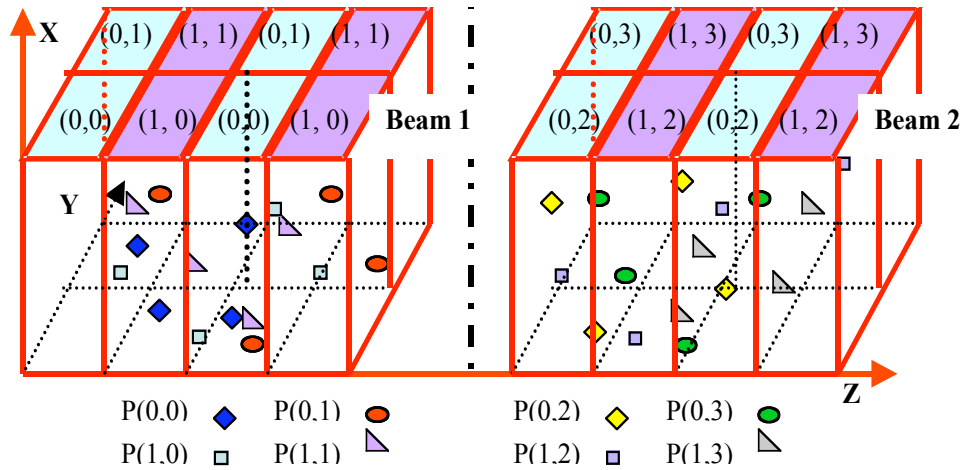 X (0,1) (1, 1) (0,1) (1, 1) (0,3) (1, 3) (0,3) (1, 3)
(0,0) (1, 0) (0,0) (1, 0) Beam 1 (0,2) (1, 2) (0,2) (1, 2) Beam 2
Y
Z
P(0,0) P(0,1) P(0,2) P(0,3)
P(1,0) P(1,1) P(1,2) P(1,3)